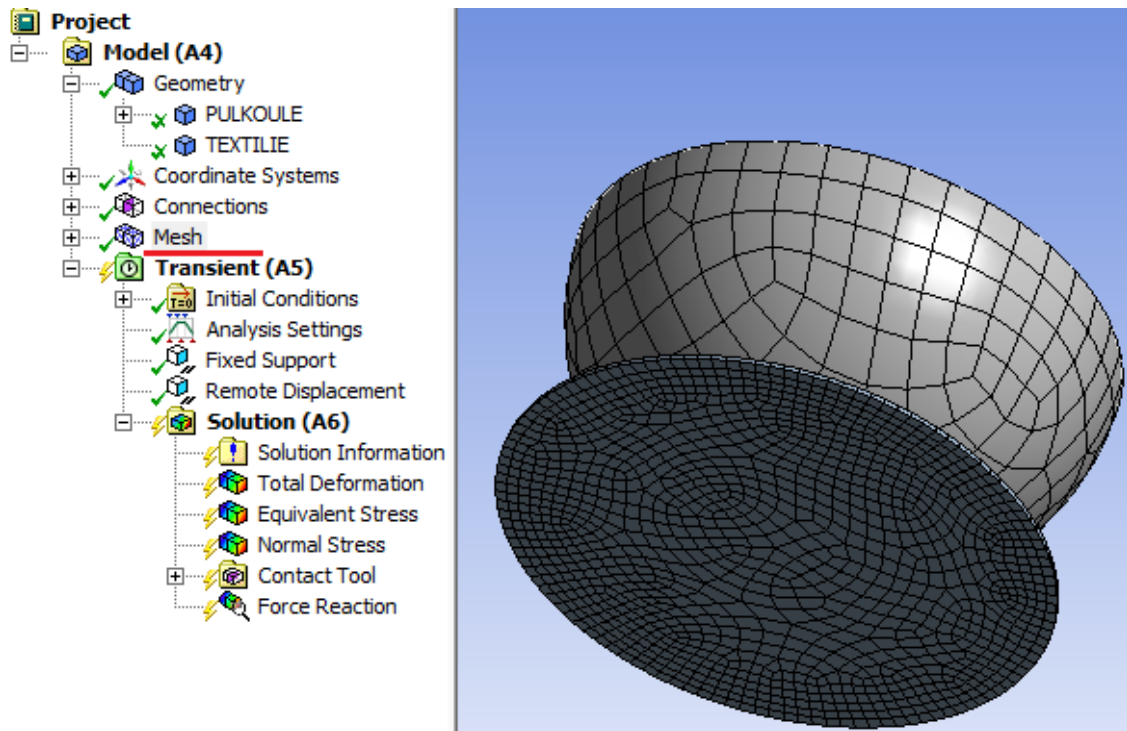 Project
Model (A4)
Geometry
PULKOULE
TEXTILIE
Coordinate Systems
Connections
Mesh
Transient (A5)
T=0 Initial Conditions
Analysis Settings
Fixed Support
Remote Displacement
Solution (A6)
Solution Information
Total Deformation
Equivalent Stress
Normal Stress
Contact Tool
Force Reaction